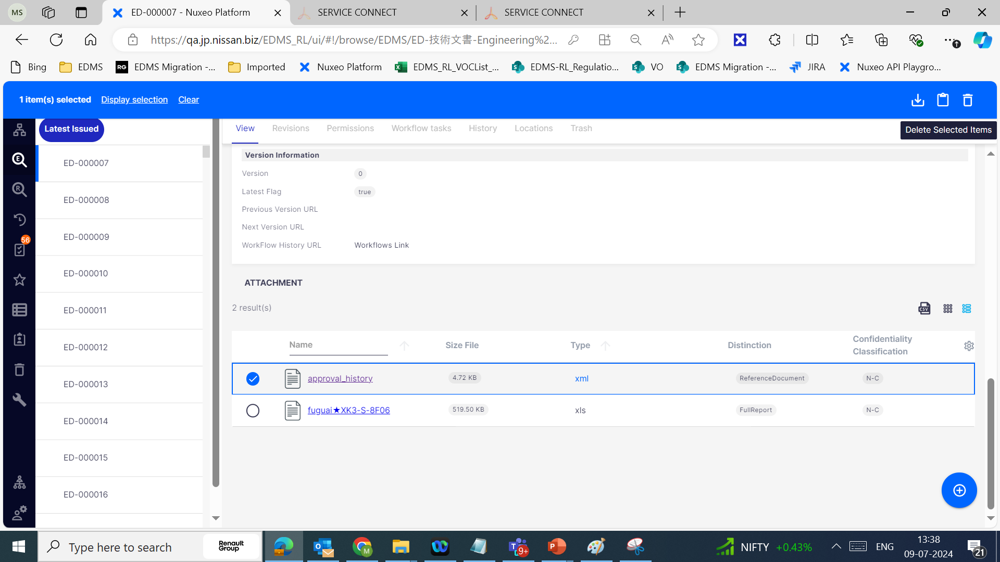 MS
ED-000007 - Nuxeo Platform
SERVICE CONNECT
SERVICE CONNECT
https://qa.jp.nissan.biz/EDMS_RL/ui/#!/browse/EDMS/ED-技術文書-Engineering%2...
Bing
EDMS
RG
EDMS Migration -...
Imported
Nuxeo Platform
EDMS_RL_VOCList_...
EDMS-RL_Regulatio...
VO
EDMS Migration -...
JIRA
Nuxeo API Playgro...
1 item(s) selected
Display selection
Clear
Latest Issued
View
Revisions
Permissions
Workflow tasks
History
Locations
Trash
Delete Selected Items
E
R
56
ED-000007
ED-000008
ED-000009
ED-000010
ED-000011
ED-000012
ED-000013
ED-000014
ED-000015
ED-000016
Version Information
Version 0
Latest Flag true
Previous Version URL
Next Version URL
WorkFlow History URL Workflows Link
ATTACHMENT
2 result(s)
CSV
Name
Size File
Type
Distinction
Confidentiality
Classification
approval_history 4.72 KB xml ReferenceDocument N-C
fuguai★XK3-S-8F06 519.50 KB xls FullReport N-C
Type here to search
Renault
Group
M
9+
NIFTY +0.43%
ENG
13:38
09-07-2024
21